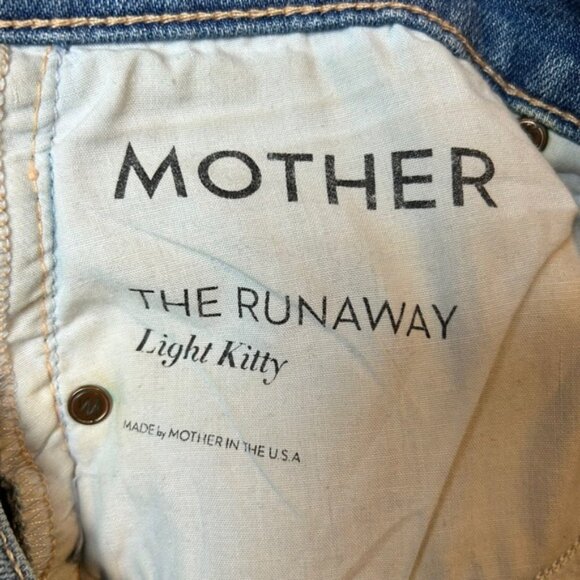 MOTHER
THE RUNAWAY
Light Kitty
MADE by MOTHER IN THE U.S.A